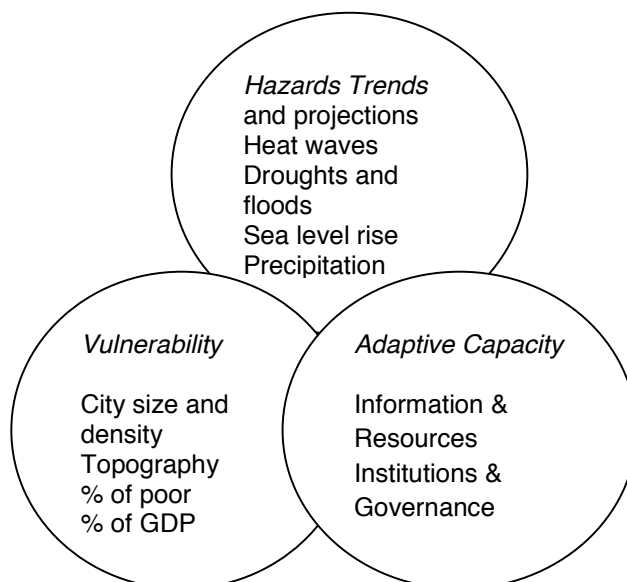 Hazards Trends
and projections
Heat waves
Droughts and
floods
Sea level rise
Precipitation
Vulnerability
City size and
density
Topography
% of poor
% of GDP
Adaptive Capacity
Information &
Resources
Institutions &
Governance